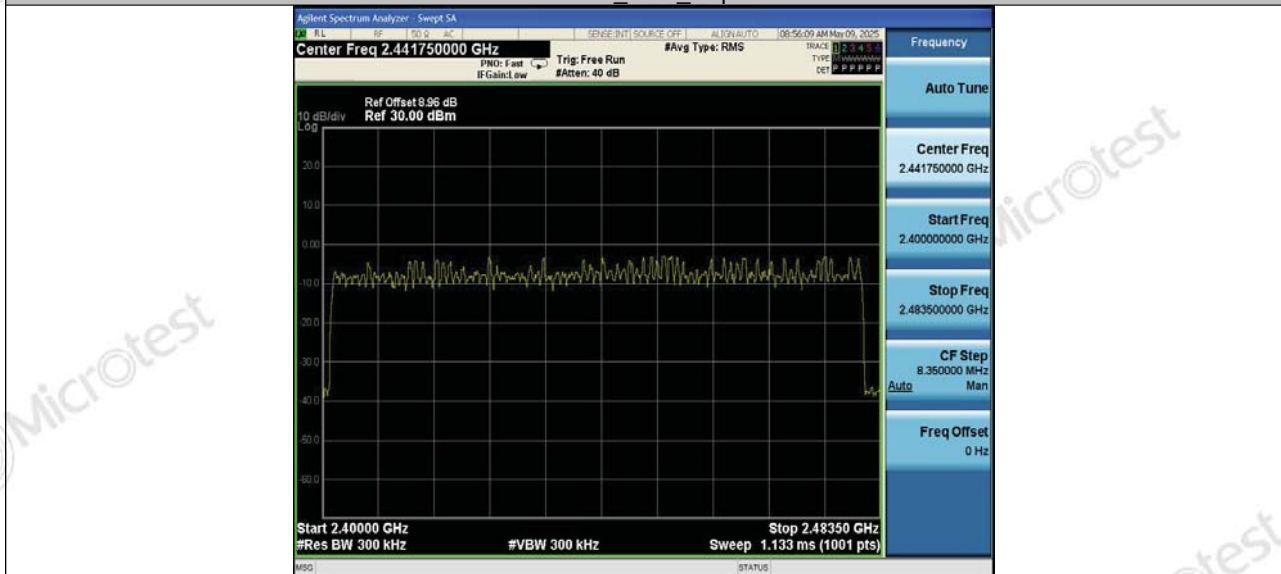 Agilent Spectrum Analyzer - Swept SA
RL RF 50 Ω AC SENSE:INT SOURCE OFF ALIGN AUTO 08:56:09 AM May 09, 2025
Center Freq 2.441750000 GHz
#Avg Type: RMS
TRACE 1 2 3 4 5 6
PNO: Fast Trig: Free Run
TYPE M
IFGain:Low #Atten: 40 dB
DET P P P P P P
Frequency
Auto Tune
Ref Offset 8.96 dB
10 dB/div Ref 30.00 dBm
Log
20.0
10.0
0.00
-10.0
-20.0
-30.0
-40.0
-50.0
-60.0
Center Freq
2.441750000 GHz
Start Freq
2.400000000 GHz
Stop Freq
2.483500000 GHz
CF Step
8.350000 MHz
Auto Man
Freq Offset
0 Hz
Start 2.40000 GHz Stop 2.48350 GHz
#Res BW 300 kHz #VBW 300 kHz Sweep 1.133 ms (1001 pts)
MSG STATUS
Microtest
Microtest